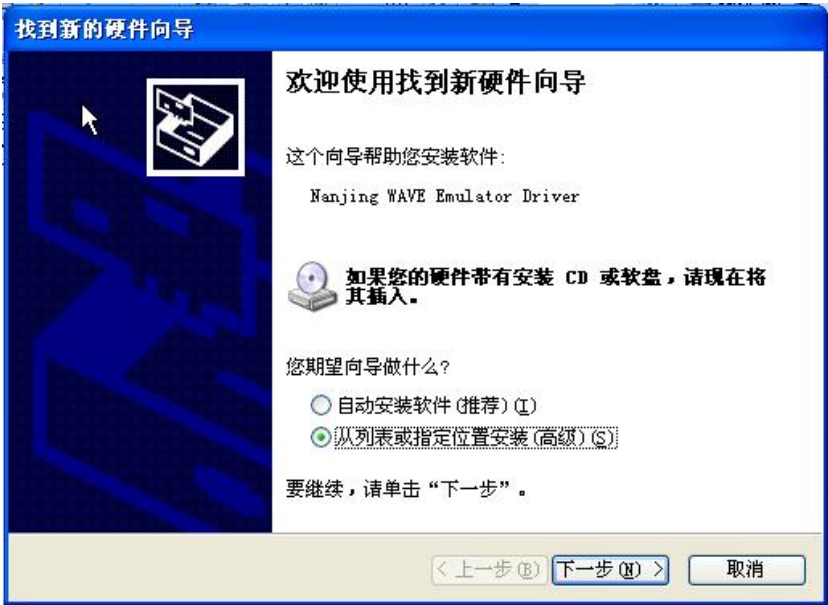 找到新的硬件向导
欢迎使用找到新硬件向导
这个向导帮助您安装软件:
Nanjing WAVE Emulator Driver
如果您的硬件带有安装 CD 或软盘，请现在将
其插入。
您期望向导做什么?
自动安装软件(推荐)(I)
从列表或指定位置安装(高级)(S)
要继续，请单击“下一步”。
< 上一步(B) 下一步(N) > 取消